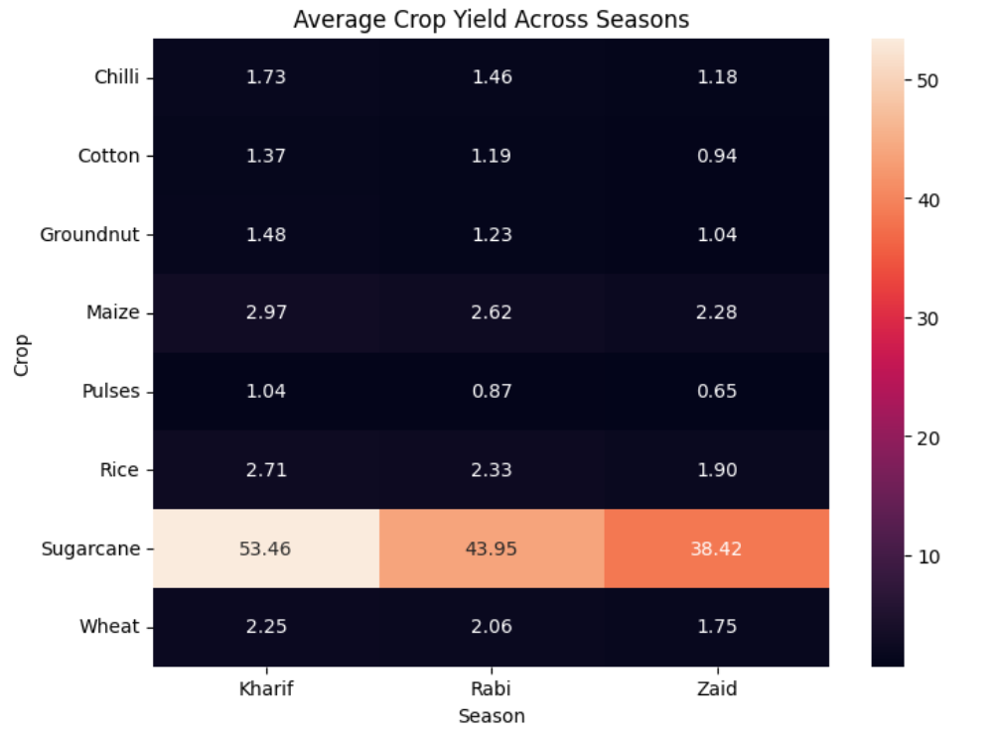 Average Crop Yield Across Seasons
Crop
Chilli 1.73 1.46 1.18
Cotton 1.37 1.19 0.94
Groundnut 1.48 1.23 1.04
Maize 2.97 2.62 2.28
Pulses 1.04 0.87 0.65
Rice 2.71 2.33 1.90
Sugarcane 53.46 43.95 38.42
Wheat 2.25 2.06 1.75
Kharif Rabi Zaid
Season
50
40
30
20
10